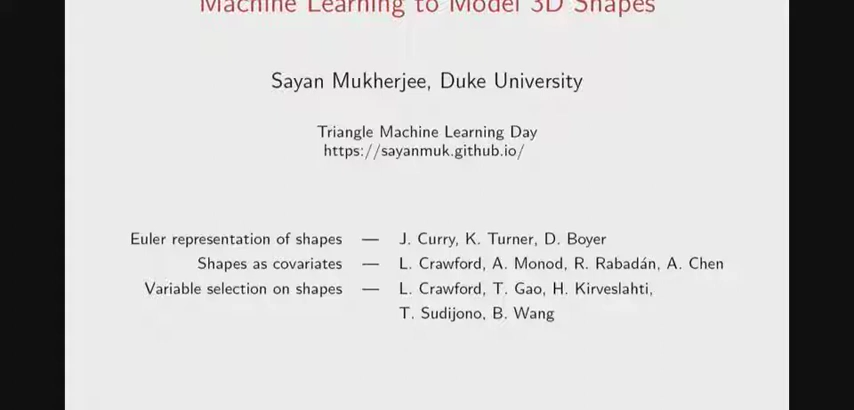 Machine Learning to Model 3D Shapes
Sayan Mukherjee, Duke University
Triangle Machine Learning Day
https://sayanmuk.github.io/
Euler representation of shapes — J. Curry, K. Turner, D. Boyer
Shapes as covariates — L. Crawford, A. Monod, R. Rabadán, A. Chen
Variable selection on shapes — L. Crawford, T. Gao, H. Kirveslahti,
T. Sudijono, B. Wang